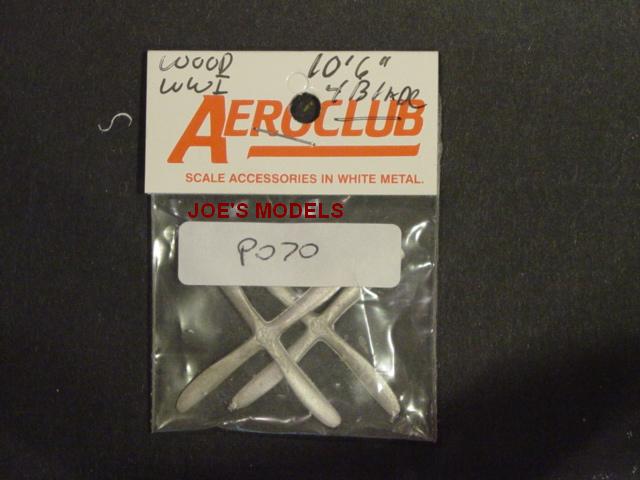 WOOD 10'6"
WWI 4 BLADE
AEROCLUB
SCALE ACCESSORIES IN WHITE METAL.
JOE'S MODELS
P070